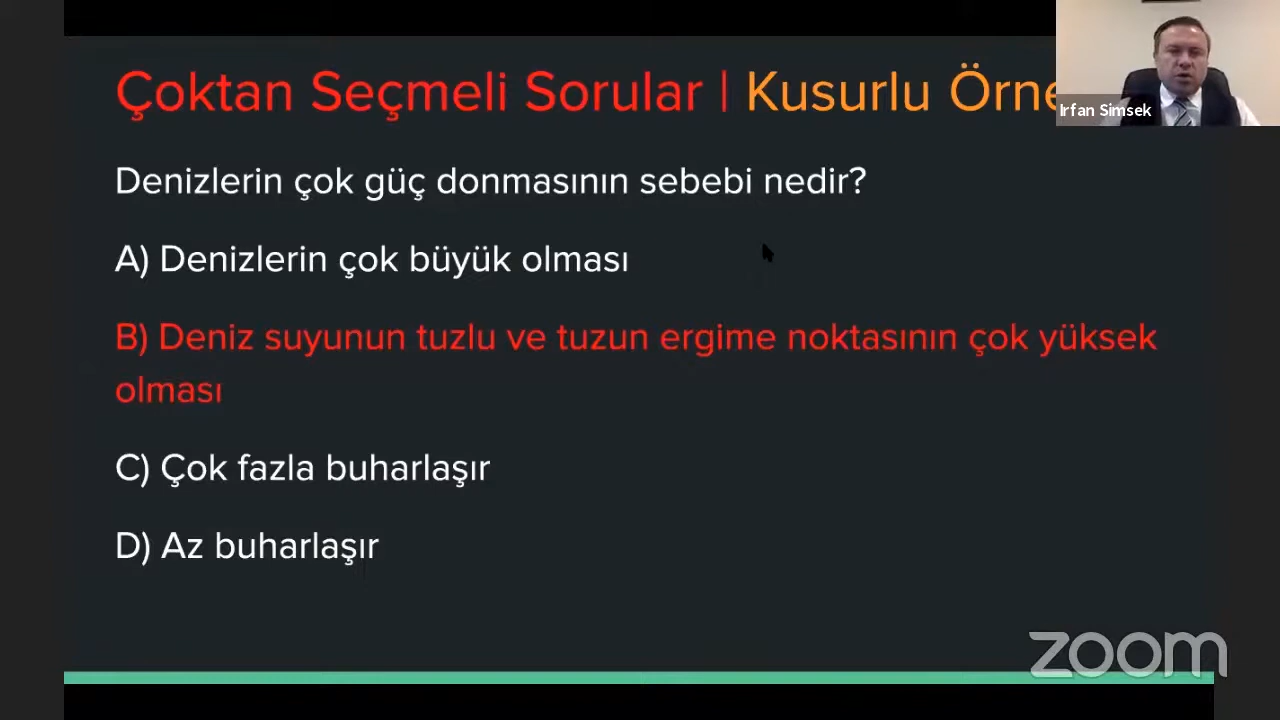 Çoktan Seçmeli Sorular | Kusurlu Örne
Irfan Simsek
Denizlerin çok güç donmasının sebebi nedir?
A) Denizlerin çok büyük olması
B) Deniz suyunun tuzlu ve tuzun ergime noktasının çok yüksek
olması
C) Çok fazla buharlaşır
D) Az buharlaşır
zoom